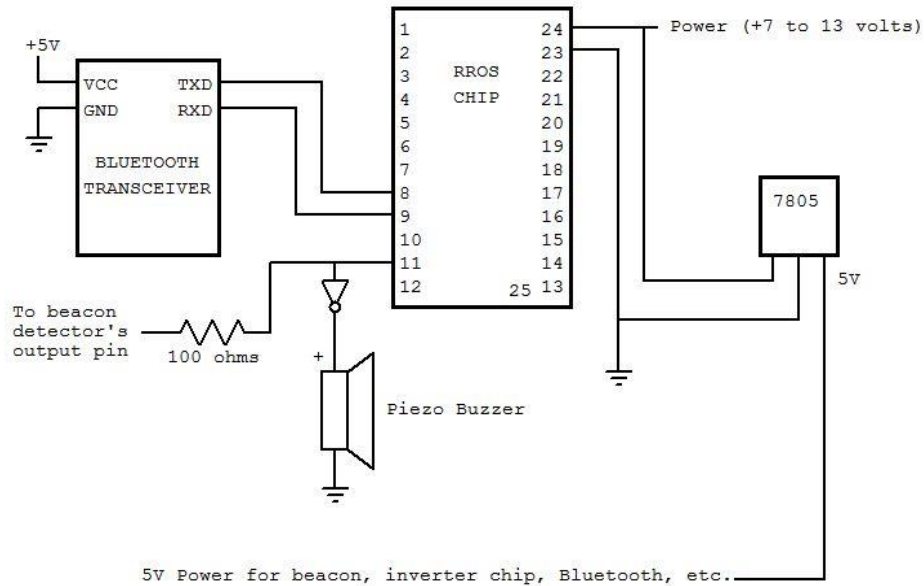 +5V
VCC TXD
GND RXD
BLUETOOTH
TRANSCEIVER
1
2
3
4
5
6
7
8
9
10
11
12
RROS
CHIP
24
23
22
21
20
19
18
17
16
15
14
25 13
Power (+7 to 13 volts)
7805
5V
To beacon
detector's
output pin
100 ohms
+
Piezo Buzzer
5V Power for beacon, inverter chip, Bluetooth, etc.